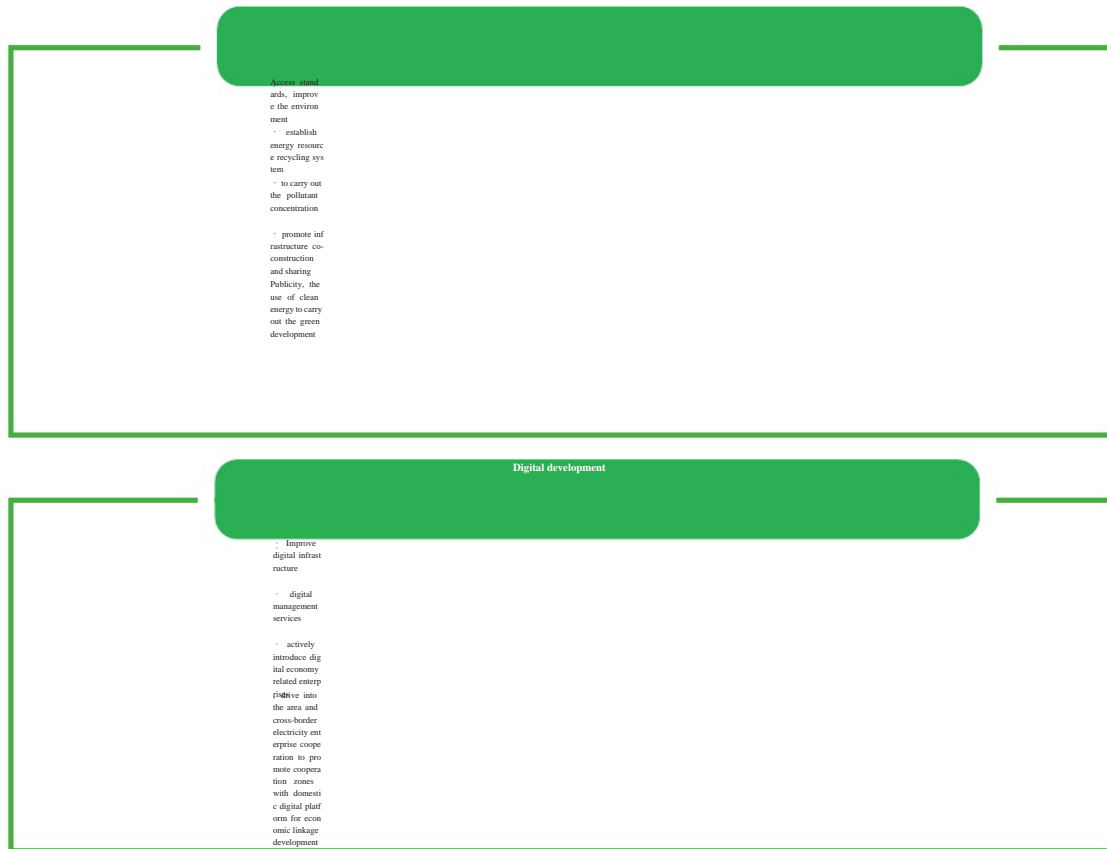 Access stand
ards, improv
e the environ
ment
· establish
energy resourc
e recycling sys
tem
· to carry out
the pollutant
concentration
· promote inf
rastructure co-
construction
and sharing
Publicity, the
use of clean
energy to carry
out the green
development
Digital development
· Improve
digital infrast
ructure
· digital
management
services
· actively
introduce dig
ital economy
related enterp
rises
· drive into
the area and
cross-border
electricity ent
erprise coope
ration to pro
mote coopera
tion zones
with domesti
c digital platf
orm for econ
omic linkage
development